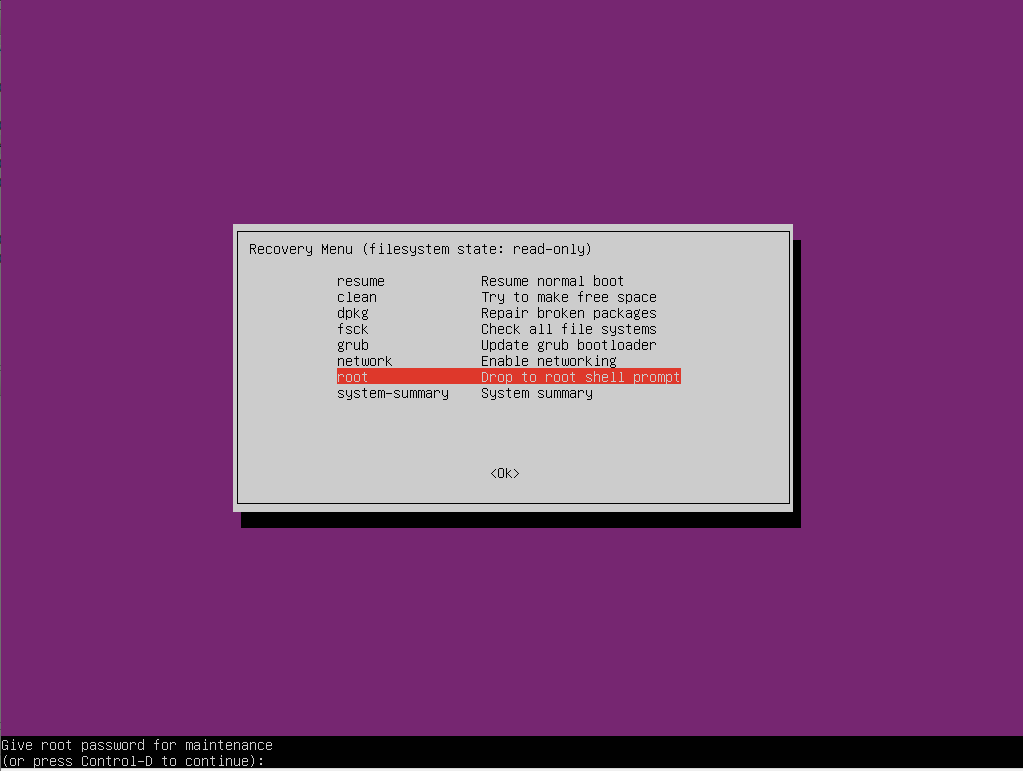 Recovery Menu (filesystem state: read-only)
resume Resume normal boot
clean Try to make free space
dpkg Repair broken packages
fsck Check all file systems
grub Update grub bootloader
network Enable networking
root Drop to root shell prompt
system-summary System summary
<Ok>
Give root password for maintenance
(or press Control-D to continue):